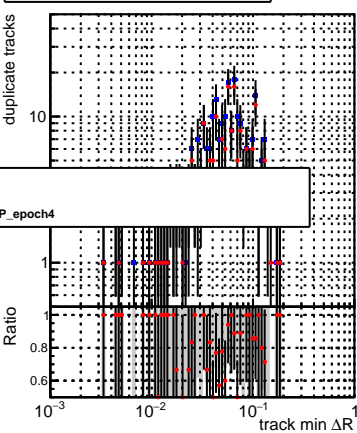 duplicate tracks
10
P_epoch4
1
Ratio
1
0.8
0.6
10⁻³ 10⁻² 10⁻¹ 1
track min ΔR